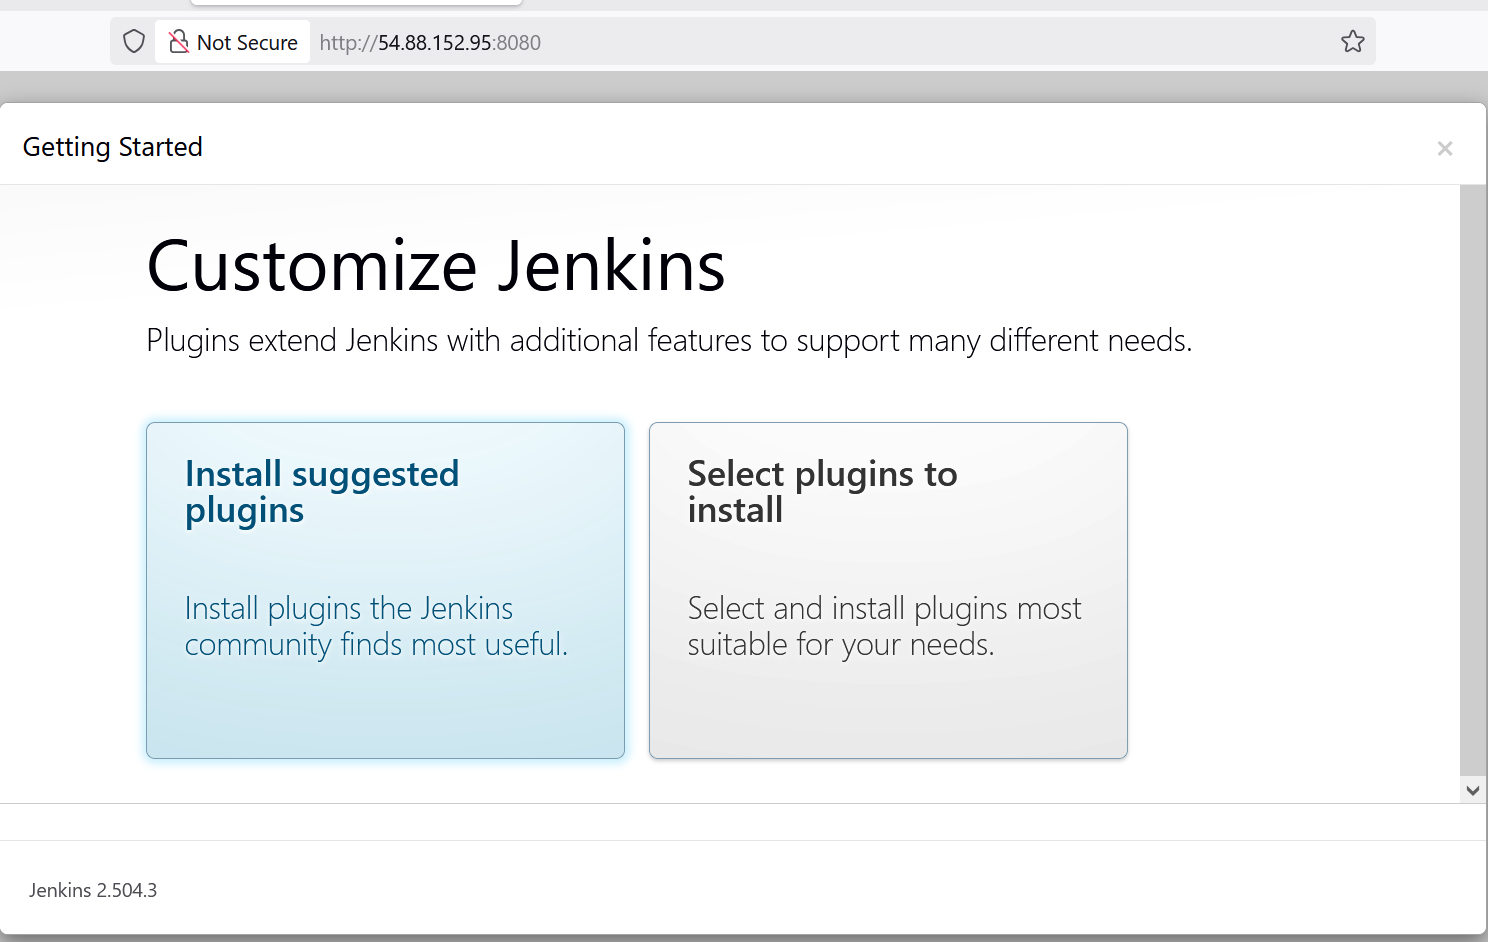 Not Secure http://54.88.152.95:8080
Getting Started ×
Customize Jenkins
Plugins extend Jenkins with additional features to support many different needs.
Install suggested
plugins
Install plugins the Jenkins
community finds most useful.
Select plugins to
install
Select and install plugins most
suitable for your needs.
Jenkins 2.504.3